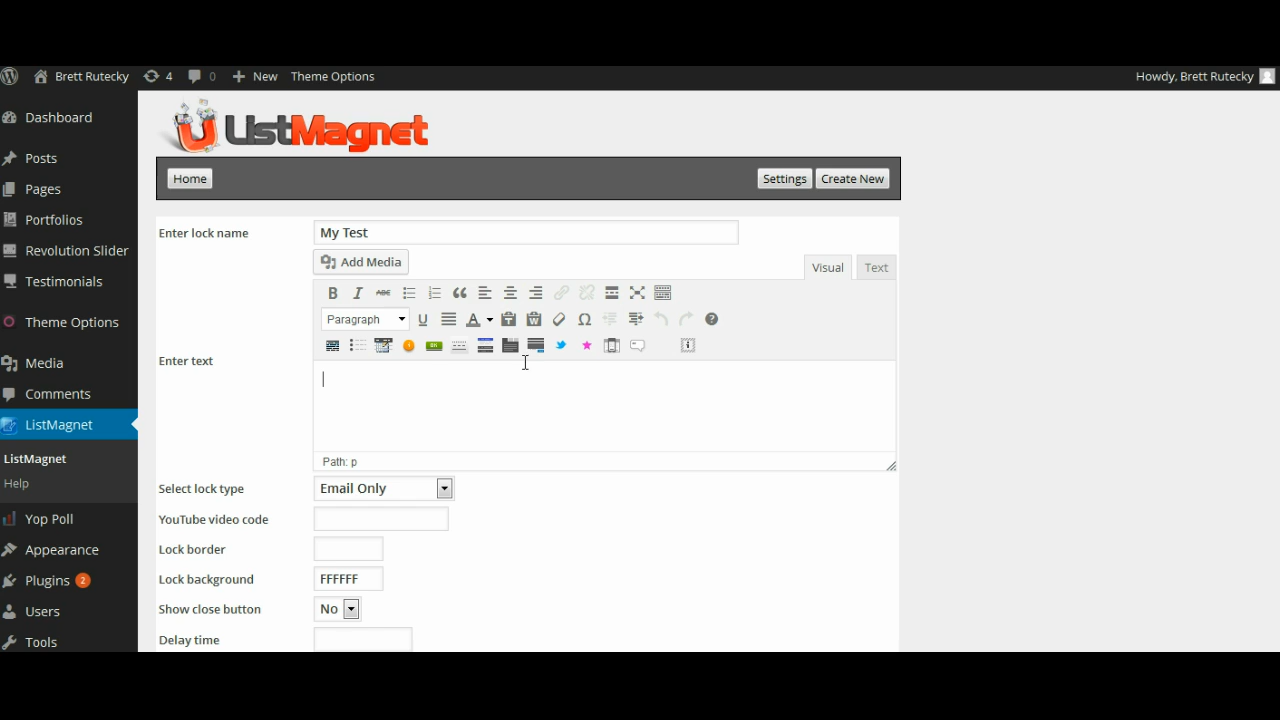 Brett Rutecky 4 0 New Theme Options Howdy, Brett Rutecky
Dashboard
Posts
Pages
Portfolios
Revolution Slider
Testimonials
Theme Options
Media
Comments
ListMagnet
ListMagnet
Help
Yop Poll
Appearance
Plugins 2
Users
Tools
ListMagnet
Home Settings Create New
Enter lock name My Test
Add Media Visual Text
B I ABC
Paragraph U A T W Ω ?
Enter text
Path: p
Select lock type Email Only
YouTube video code
Lock border
Lock background FFFFFF
Show close button No
Delay time